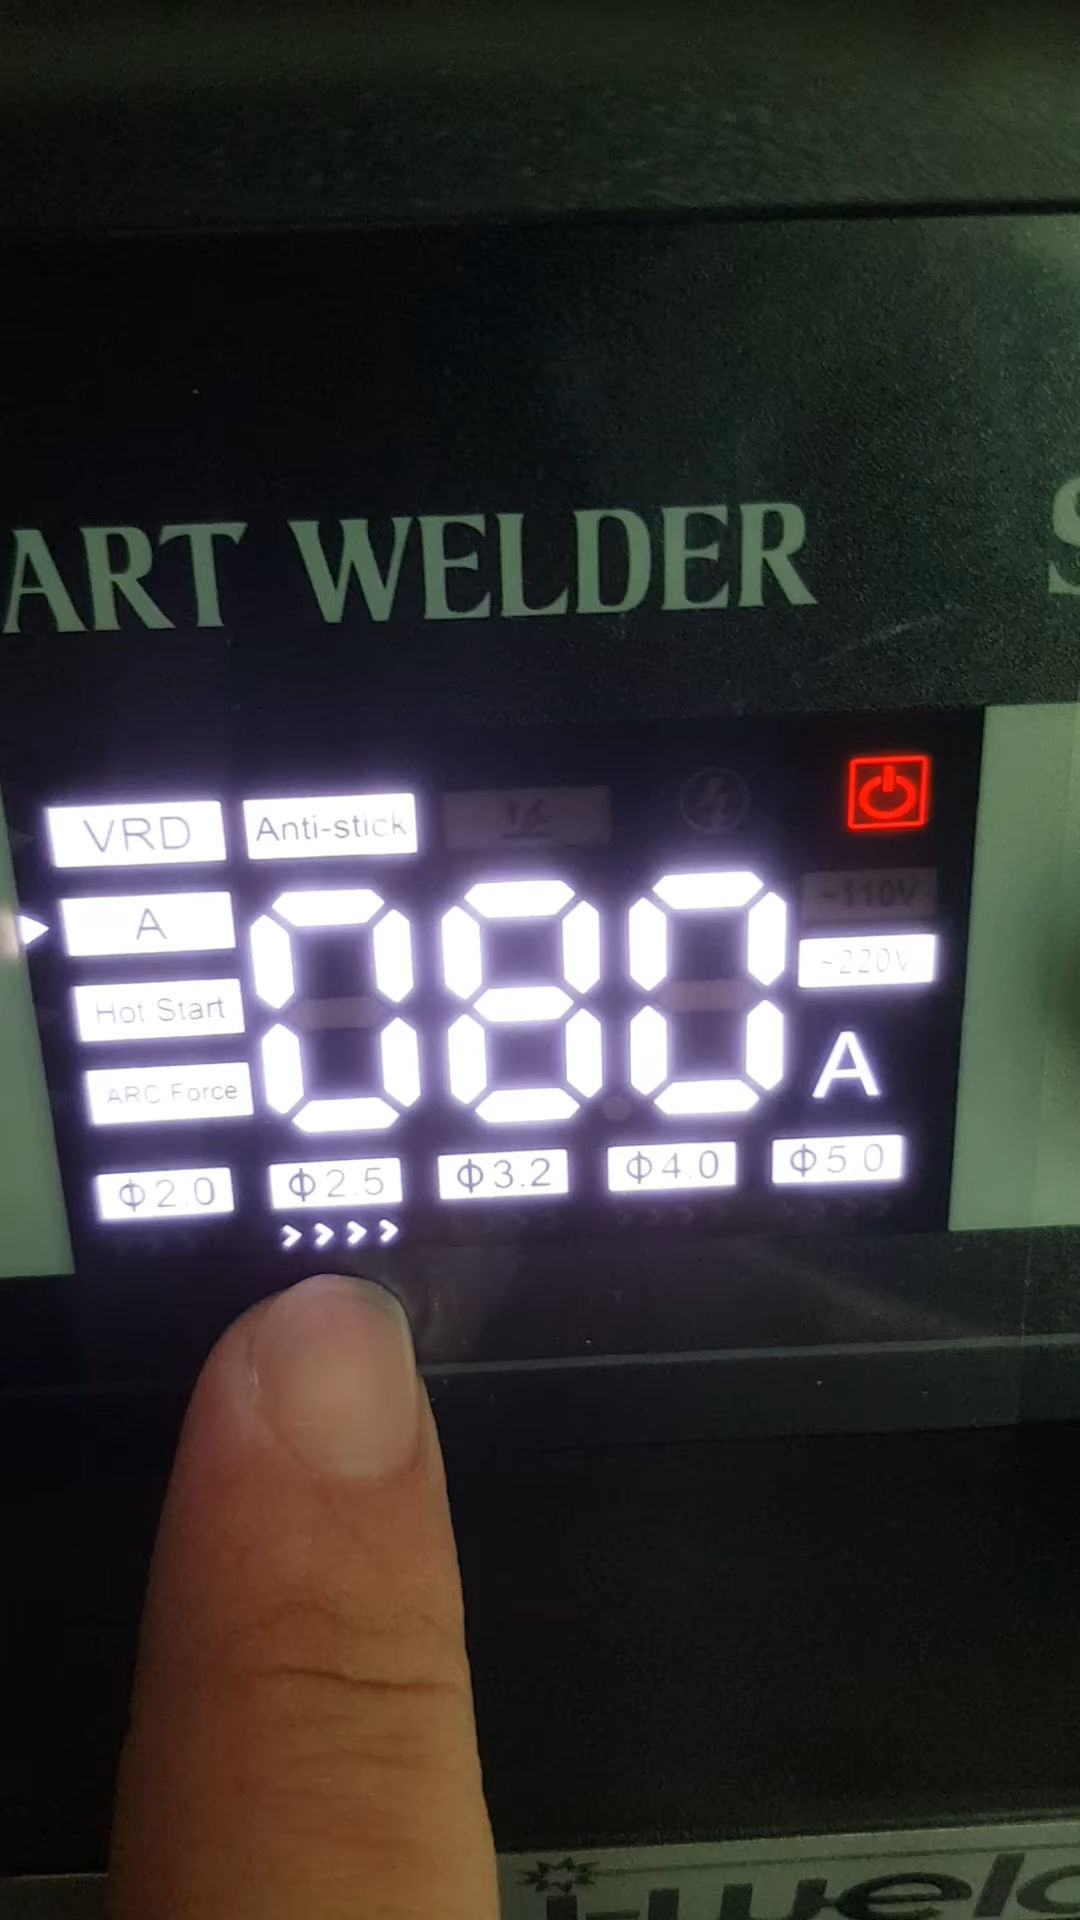 ART WELDER S
VRD Anti-stick
~110V
A 080 ~220V
Hot Start
A
ARC Force
Φ2.0 Φ2.5 Φ3.2 Φ4.0 Φ5.0
>>>>
i-weld